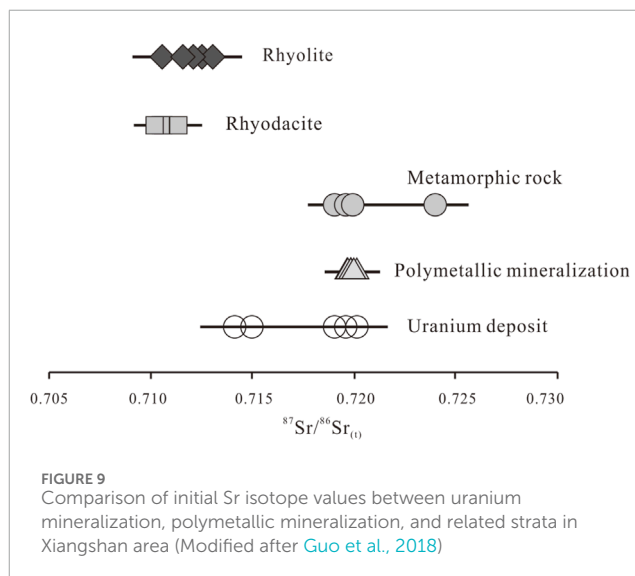 Rhyolite
Rhyodacite
Metamorphic rock
Polymetallic mineralization
Uranium deposit
0.705 0.710 0.715 0.720 0.725 0.730
⁸⁷Sr/⁸⁶Sr₍ₜ₎
FIGURE 9
Comparison of initial Sr isotope values between uranium
mineralization, polymetallic mineralization, and related strata in
Xiangshan area (Modified after Guo et al., 2018)